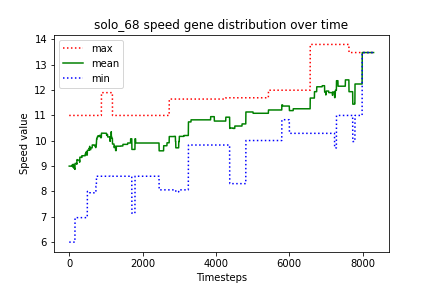 solo_68 speed gene distribution over time
max
mean
min
Speed value
14
13
12
11
10
9
8
7
6
0
2000
4000
6000
8000
Timesteps